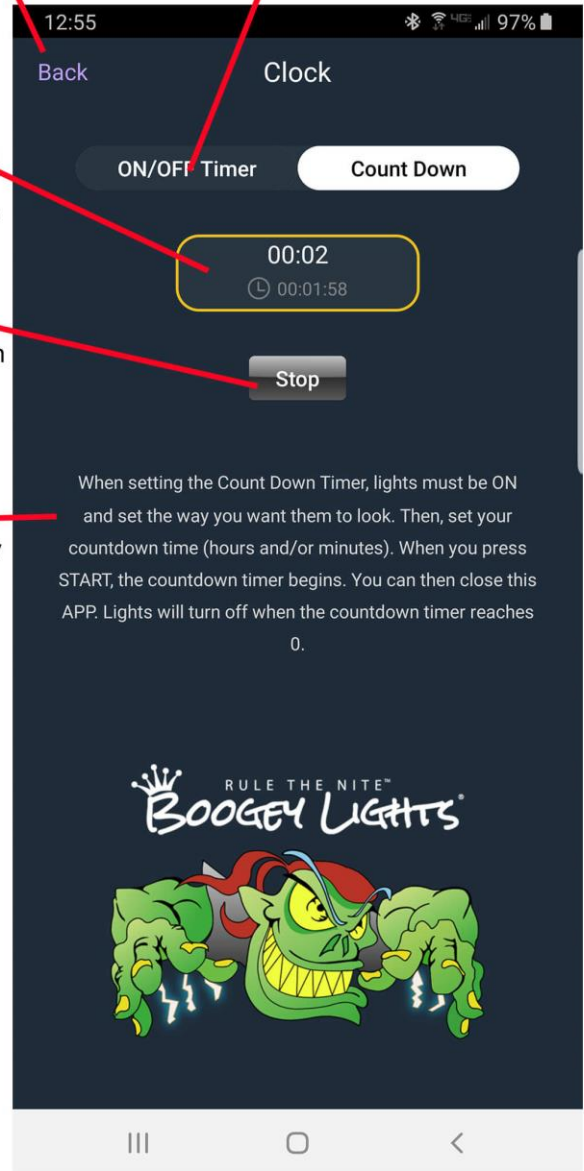 12:55 4GE 97%
Back Clock
ON/OFF Timer Count Down
00:02
00:01:58
Stop
When setting the Count Down Timer, lights must be ON
and set the way you want them to look. Then, set your
countdown time (hours and/or minutes). When you press
START, the countdown timer begins. You can then close this
APP. Lights will turn off when the countdown timer reaches
0.
RULE THE NITE™
BOOGEY LIGHTS®